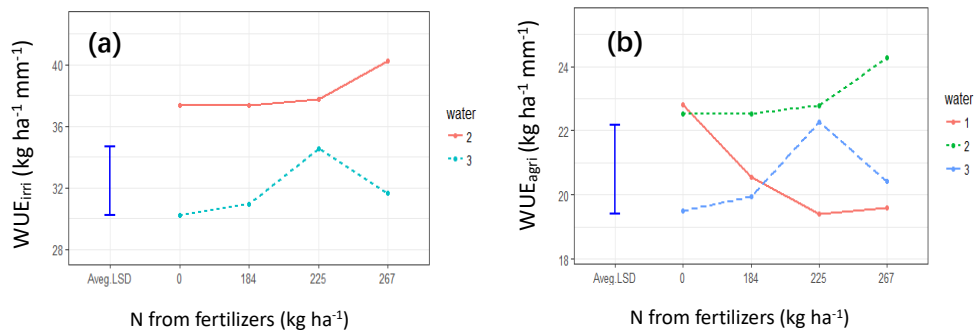 (a)
WUEirri (kg ha-1 mm-1)
40
36
32
28
Aveg.LSD 0 184 225 267
N from fertilizers (kg ha-1)
water
2
3
(b)
WUEagri (kg ha-1 mm-1)
24
22
20
18
Aveg.LSD 0 184 225 267
N from fertilizers (kg ha-1)
water
1
2
3